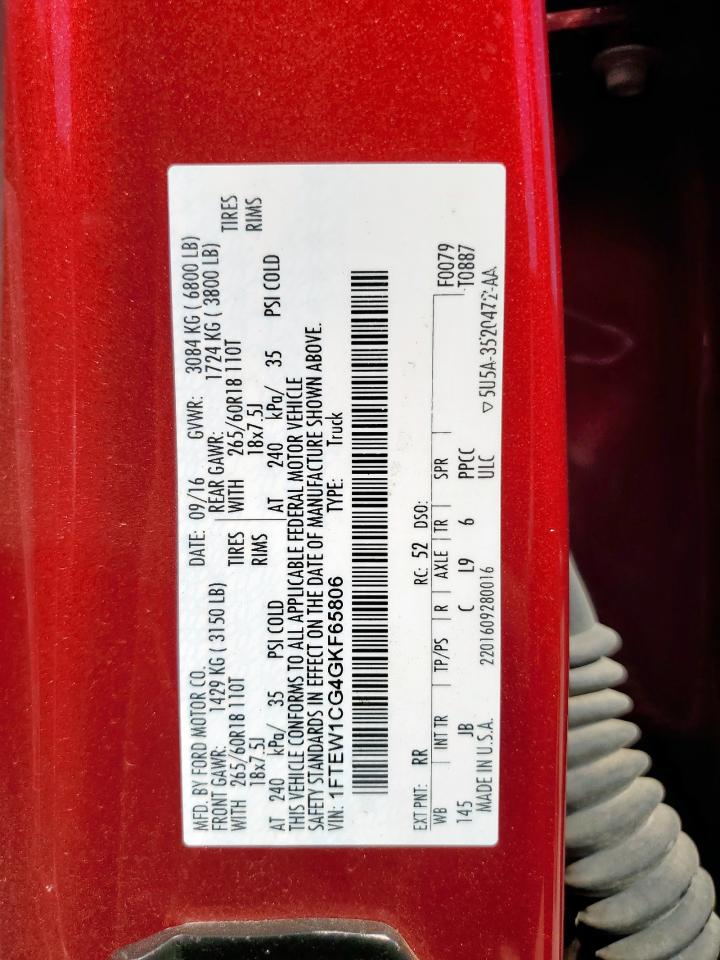 MFD. BY FORD MOTOR CO. DATE: 09/16 GVWR: 3084 KG ( 6800 LB)
FRONT GAWR: 1429 KG ( 3150 LB) REAR GAWR: 1724 KG ( 3800 LB)
WITH 265/60R18 110T TIRES WITH 265/60R18 110T TIRES
18x7.5J RIMS 18x7.5J RIMS
AT 240 kPa/ 35 PSI COLD AT 240 kPa/ 35 PSI COLD
THIS VEHICLE CONFORMS TO ALL APPLICABLE FEDERAL MOTOR VEHICLE
SAFETY STANDARDS IN EFFECT ON THE DATE OF MANUFACTURE SHOWN ABOVE.
VIN: 1FTEW1CG4GKF65806 TYPE: Truck
EXT PNT: RR RC: 52 DSO:
WB INT TR TP/PS R AXLE TR SPR F0079
145 JB C L9 6 PPCC T0887
MADE IN U.S.A. 2201609280016 ULC ▽5U5A-3520472-AA